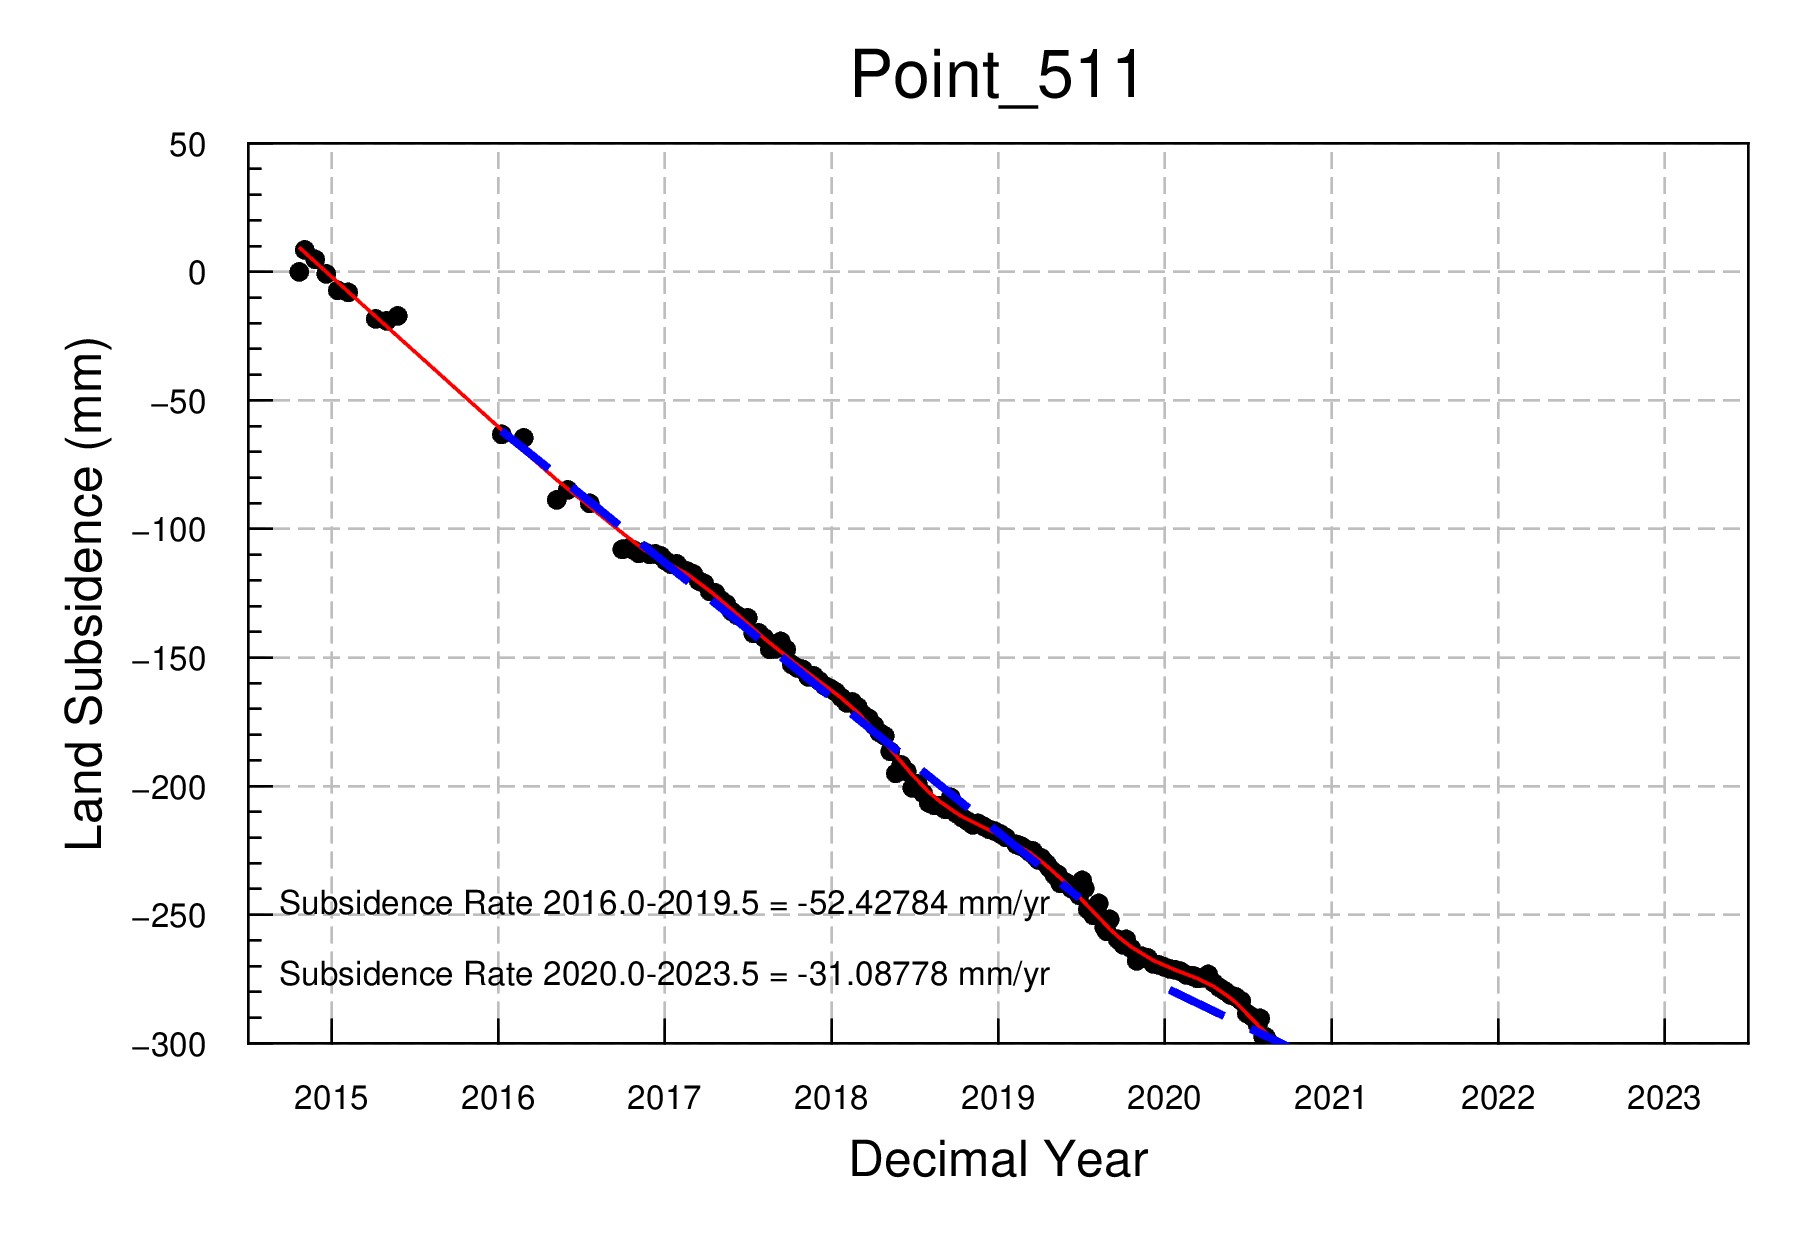 Point_511
50
0
−50
−100
−150
−200
−250
−300
Land Subsidence (mm)
Subsidence Rate 2016.0-2019.5 = -52.42784 mm/yr
Subsidence Rate 2020.0-2023.5 = -31.08778 mm/yr
2015 2016 2017 2018 2019 2020 2021 2022 2023
Decimal Year